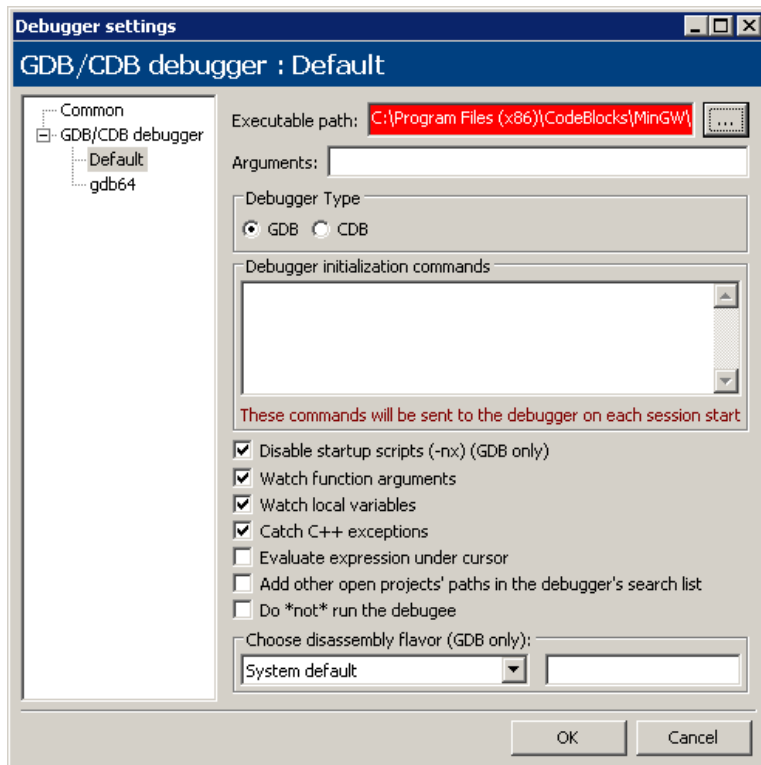 Debugger settings
GDB/CDB debugger : Default
Common
GDB/CDB debugger
Default
gdb64
Executable path: C:\Program Files (x86)\CodeBlocks\MinGW\ ...
Arguments:
Debugger Type
GDB CDB
Debugger initialization commands
These commands will be sent to the debugger on each session start
Disable startup scripts (-nx) (GDB only)
Watch function arguments
Watch local variables
Catch C++ exceptions
Evaluate expression under cursor
Add other open projects' paths in the debugger's search list
Do *not* run the debugee
Choose disassembly flavor (GDB only):
System default
OK Cancel